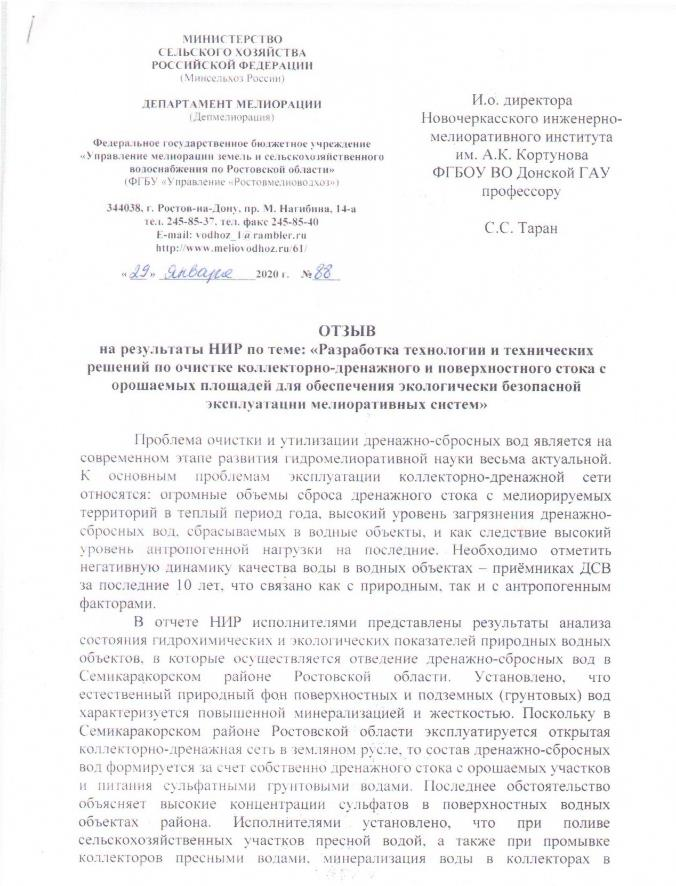 МИНИСТЕРСТВО
СЕЛЬСКОГО ХОЗЯЙСТВА
РОССИЙСКОЙ ФЕДЕРАЦИИ
(Минсельхоз России)
ДЕПАРТАМЕНТ МЕЛИОРАЦИИ
(Депмелиорация)
Федеральное государственное бюджетное учреждение
«Управление мелиорации земель и сельскохозяйственного
водоснабжения по Ростовской области»
(ФГБУ «Управление «Ростовмелиоводхоз»)
344038, г. Ростов-на-Дону, пр. М. Нагибина, 14-а
тел. 245-85-37, тел. факс 245-85-40
E-mail: vodhoz_1@rambler.ru
http://www.meliovodhoz.ru/61/
«29» января 2020 г. № 88
И.о. директора
Новочеркасского инженерно-
мелиоративного института
им. А.К. Кортунова
ФГБОУ ВО Донской ГАУ
профессору
С.С. Таран
ОТЗЫВ
на результаты НИР по теме: «Разработка технологии и технических
решений по очистке коллекторно-дренажного и поверхностного стока с
орошаемых площадей для обеспечения экологически безопасной
эксплуатации мелиоративных систем»
Проблема очистки и утилизации дренажно-сбросных вод является на
современном этапе развития гидромелиоративной науки весьма актуальной.
К основным проблемам эксплуатации коллекторно-дренажной сети
относятся: огромные объемы сброса дренажного стока с мелиорируемых
территорий в теплый период года, высокий уровень загрязнения дренажно-
сбросных вод, сбрасываемых в водные объекты, и как следствие высокий
уровень антропогенной нагрузки на последние. Необходимо отметить
негативную динамику качества воды в водных объектах – приёмниках ДСВ
за последние 10 лет, что связано как с природным, так и с антропогенным
факторами.
В отчете НИР исполнителями представлены результаты анализа
состояния гидрохимических и экологических показателей природных водных
объектов, в которые осуществляется отведение дренажно-сбросных вод в
Семикаракорском районе Ростовской области. Установлено, что
естественный природный фон поверхностных и подземных (грунтовых) вод
характеризуется повышенной минерализацией и жесткостью. Поскольку в
Семикаракорском районе Ростовской области эксплуатируется открытая
коллекторно-дренажная сеть в земляном русле, то состав дренажно-сбросных
вод формируется за счет собственно дренажного стока с орошаемых участков
и питания сульфатными грунтовыми водами. Последнее обстоятельство
объясняет высокие концентрации сульфатов в поверхностных водных
объектах района. Исполнителями установлено, что при поливе
сельскохозяйственных участков пресной водой, а также при промывке
коллекторов пресными водами, минерализация воды в коллекторах в